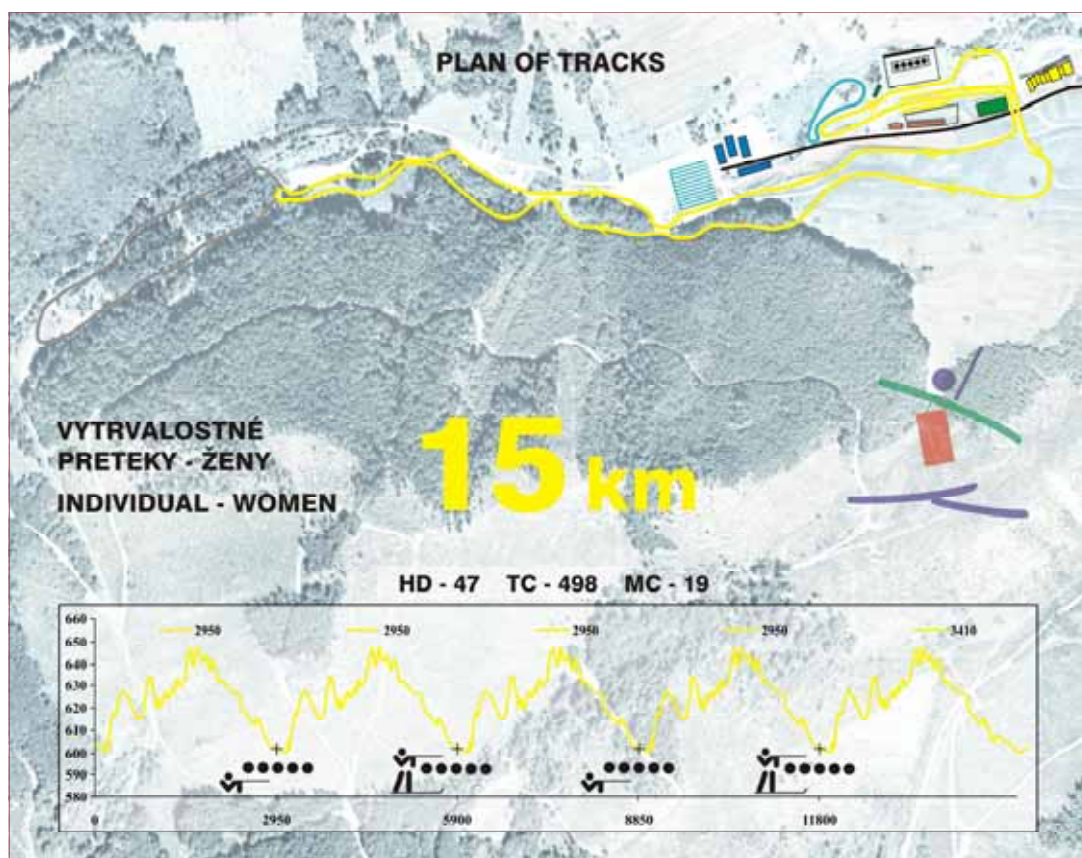 PLAN OF TRACKS
VYTRVALOSTNÉ
PRETEKY - ŽENY
INDIVIDUAL - WOMEN
15 km
HD - 47 TC - 498 MC - 19
2950 2950 2950 2950 3410
660
650
640
630
620
610
600
590
580
0 2950 5900 8850 11800